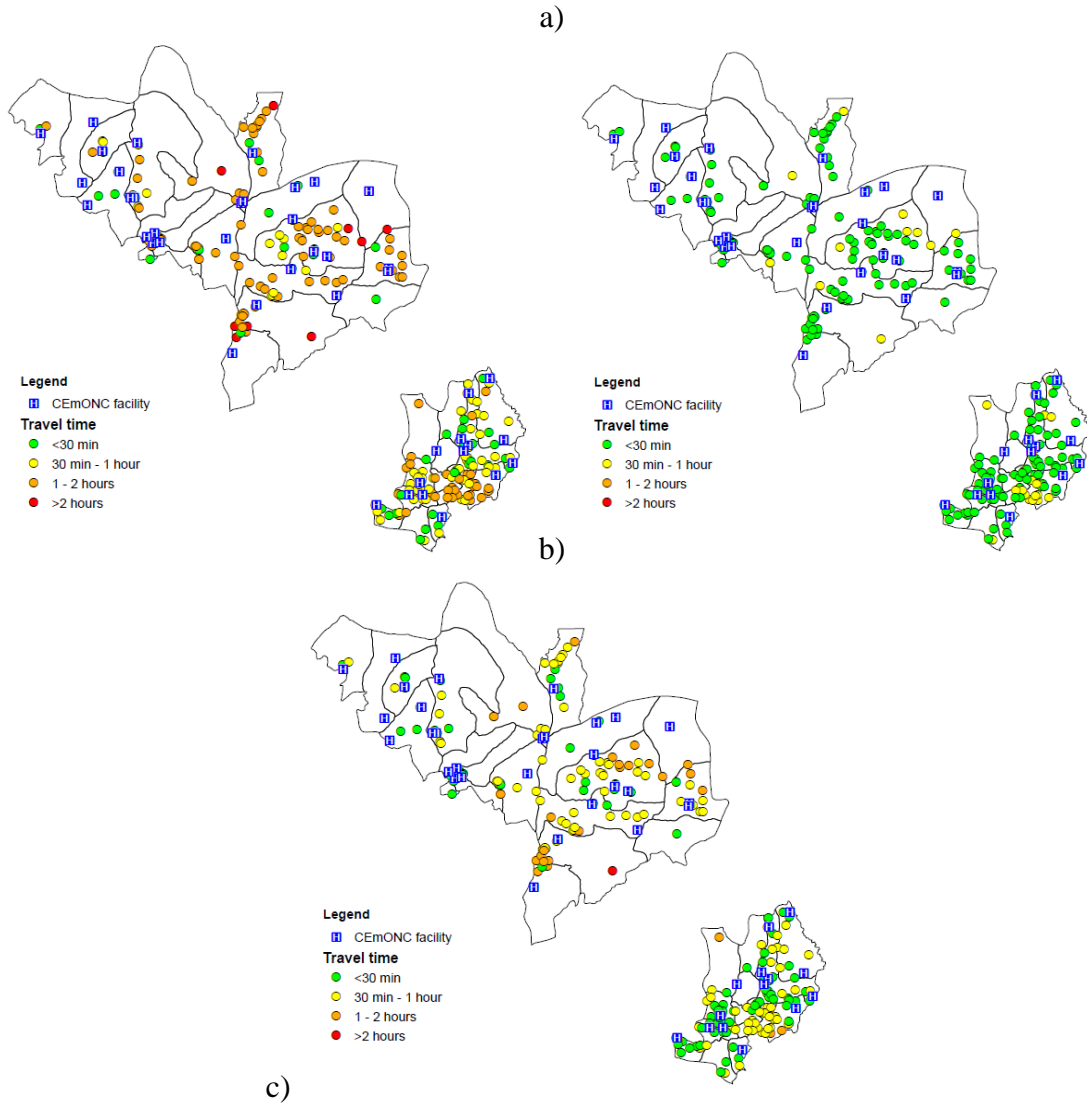 a)
Legend
H CEmONC facility
Travel time
<30 min
30 min - 1 hour
1 - 2 hours
>2 hours
Legend
H CEmONC facility
Travel time
<30 min
30 min - 1 hour
1 - 2 hours
>2 hours
b)
Legend
H CEmONC facility
Travel time
<30 min
30 min - 1 hour
1 - 2 hours
>2 hours
c)